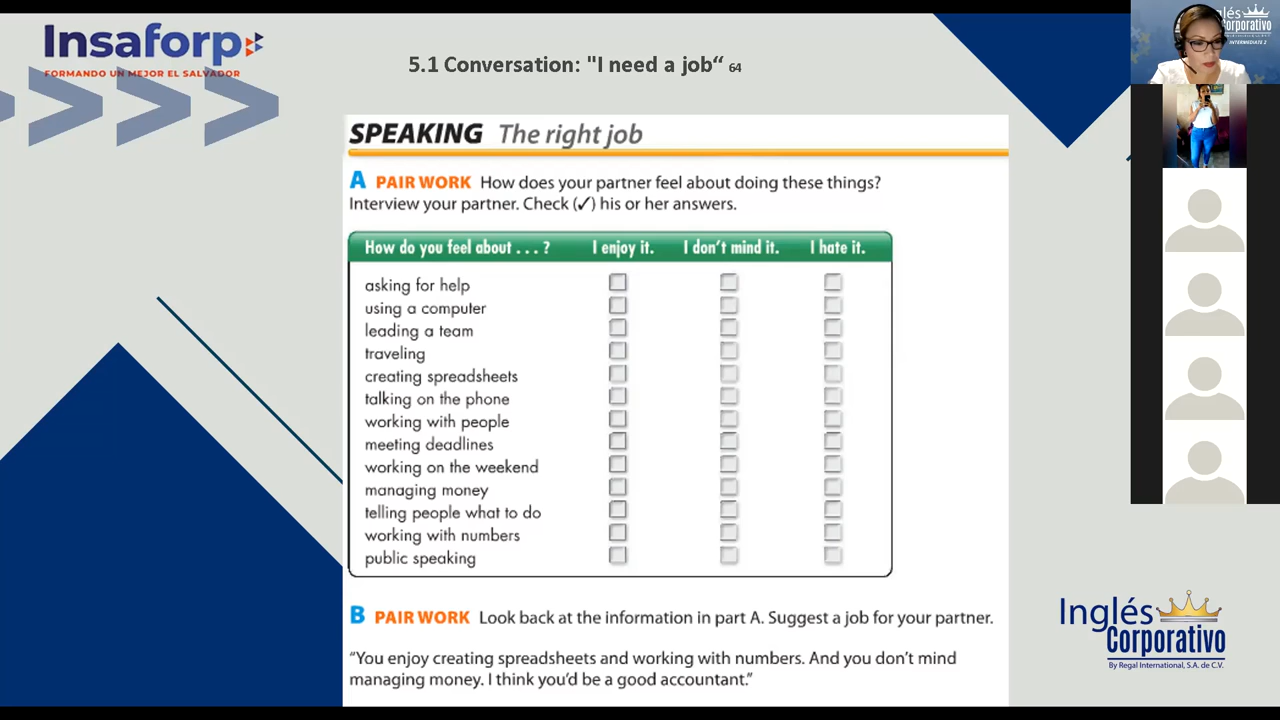 Insaforp
FORMANDO UN MEJOR EL SALVADOR
5.1 Conversation: "I need a job“ 64
Inglés
Corporativo
INTERMEDIATE 2
SPEAKING The right job
A PAIR WORK How does your partner feel about doing these things?
Interview your partner. Check (✓) his or her answers.
How do you feel about . . . ? I enjoy it. I don't mind it. I hate it.
asking for help
using a computer
leading a team
traveling
creating spreadsheets
talking on the phone
working with people
meeting deadlines
working on the weekend
managing money
telling people what to do
working with numbers
public speaking
B PAIR WORK Look back at the information in part A. Suggest a job for your partner.
“You enjoy creating spreadsheets and working with numbers. And you don't mind
managing money. I think you'd be a good accountant.”
Inglés
Corporativo
By Regal International, S.A. de C.V.